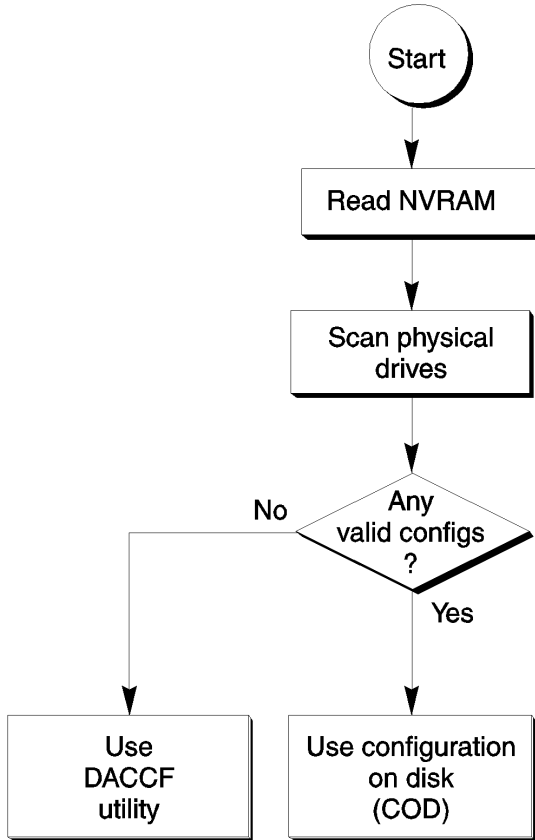 Start
Read NVRAM
Scan physical
drives
Any
valid configs
?
No
Yes
Use
DACCF
utility
Use configuration
on disk
(COD)